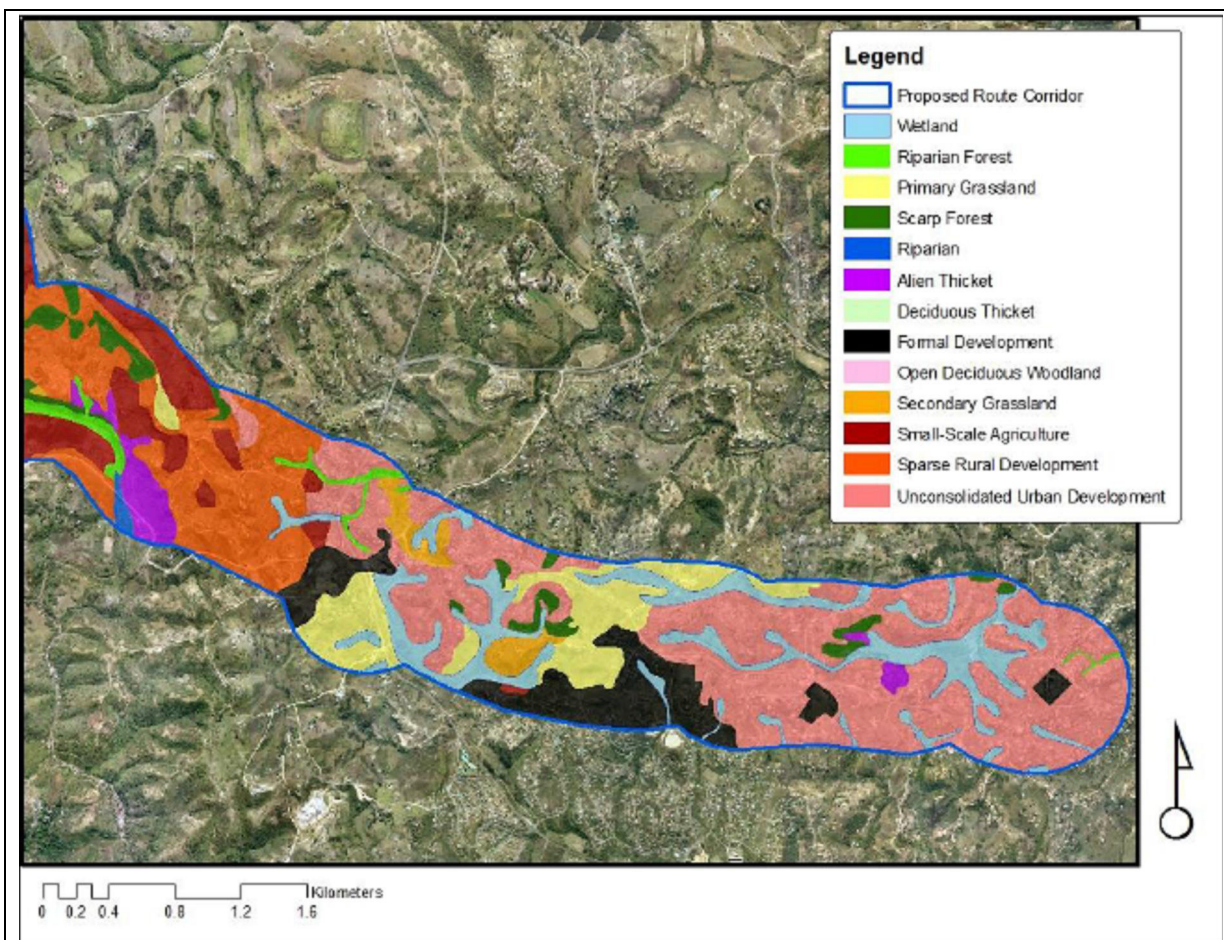 Legend
Proposed Route Corridor
Wetland
Riparian Forest
Primary Grassland
Scarp Forest
Riparian
Alien Thicket
Deciduous Thicket
Formal Development
Open Deciduous Woodland
Secondary Grassland
Small-Scale Agriculture
Sparse Rural Development
Unconsolidated Urban Development
Kilometers
0 0.2 0.4 0.8 1.2 1.6